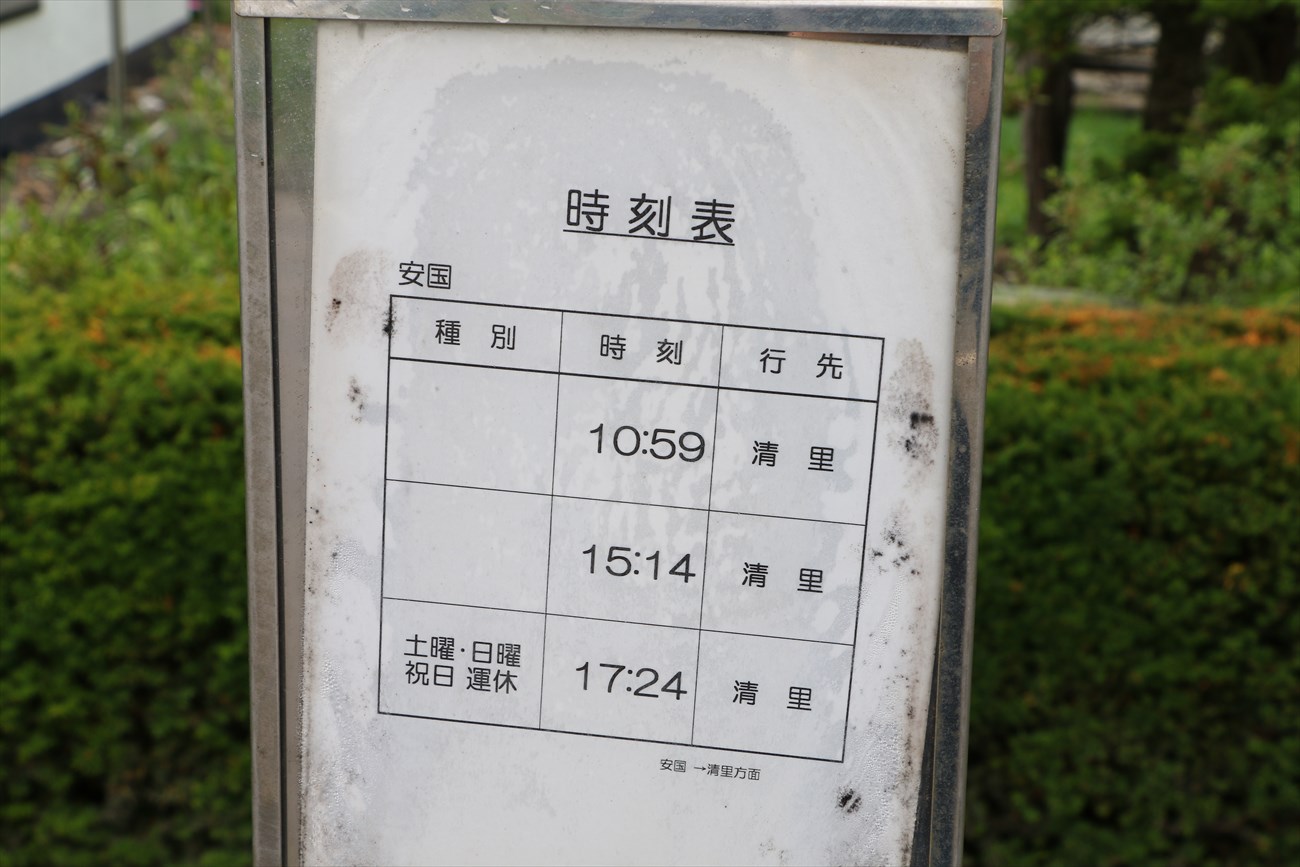 時刻表
安国
種別 時刻 行先
10:59 清里
15:14 清里
土曜・日曜
祝日 運休 17:24 清里
安国 →清里方面